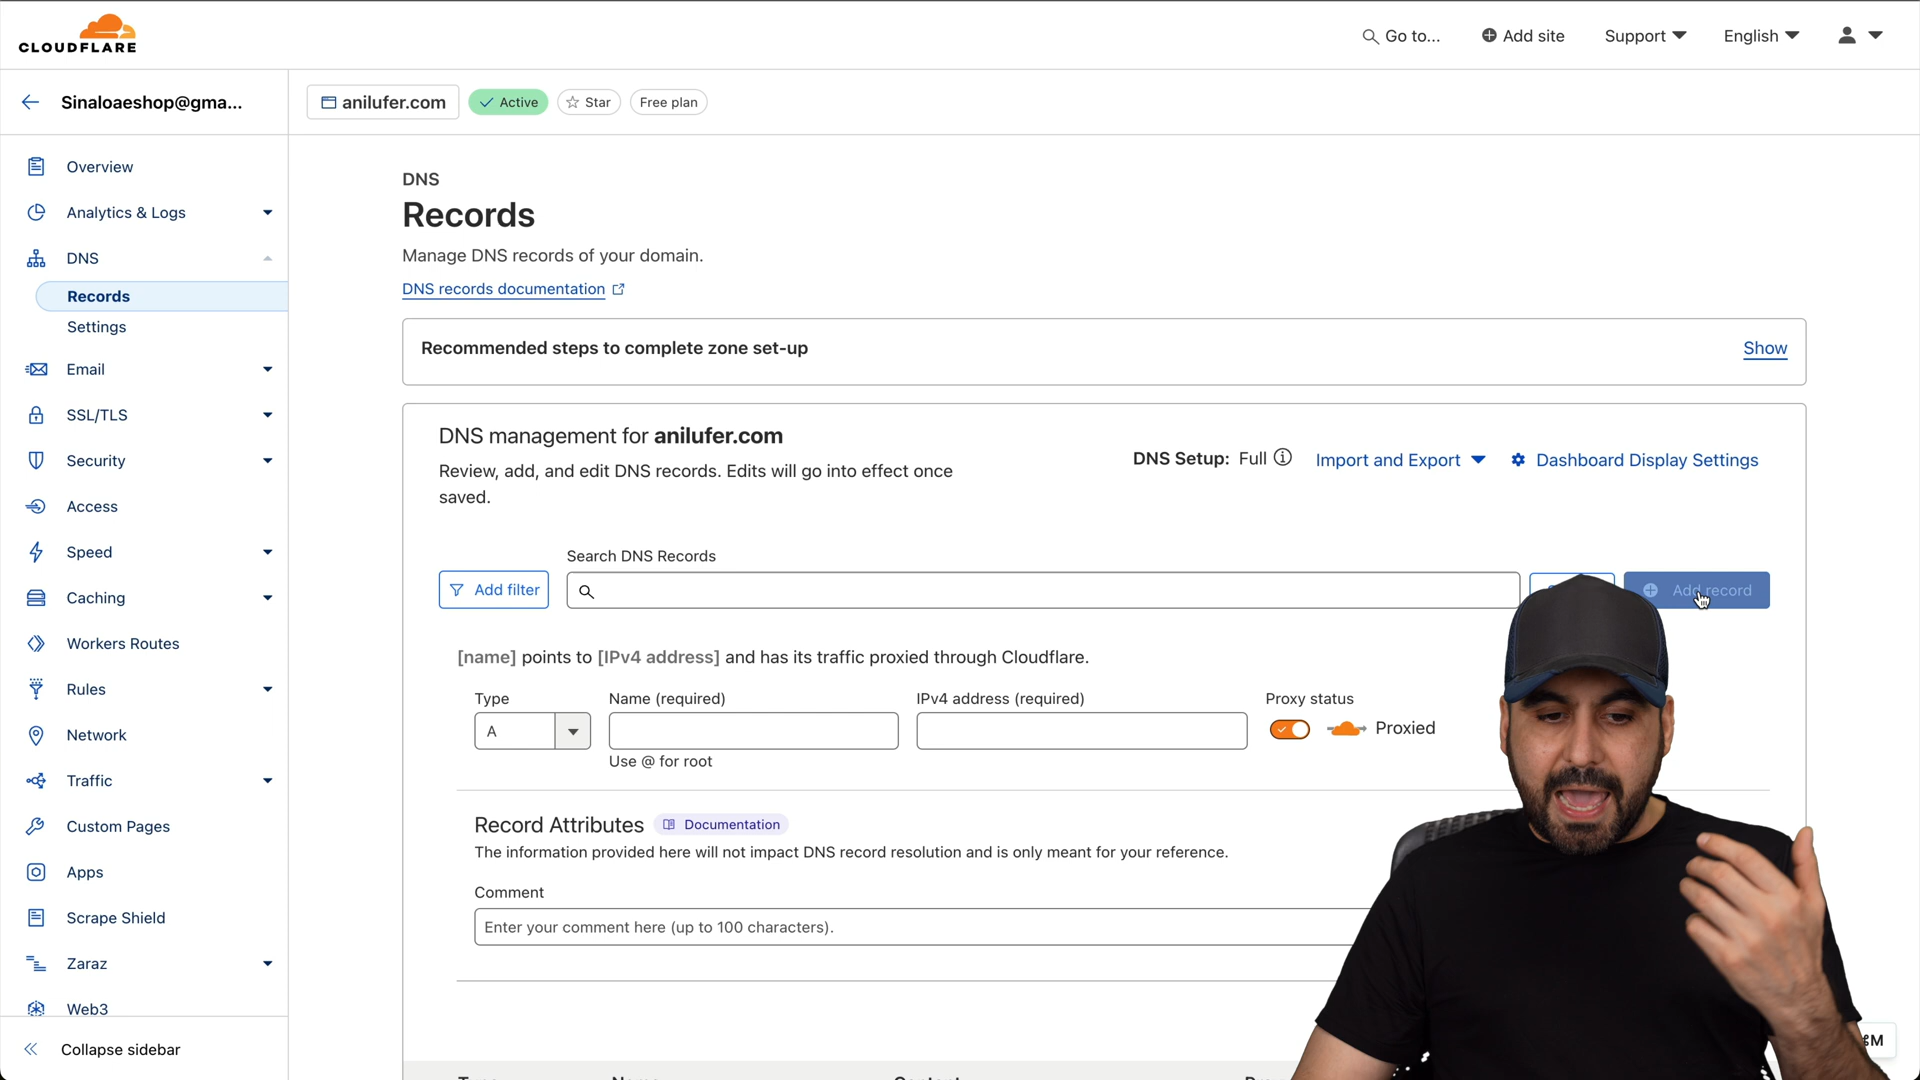 CLOUDFLARE
Go to...
Add site
Support
English
Sinaloaeshop@gma...
anilufer.com
Active
Star
Free plan
Overview
Analytics & Logs
DNS
Records
Settings
Email
SSL/TLS
Security
Access
Speed
Caching
Workers Routes
Rules
Network
Traffic
Custom Pages
Apps
Scrape Shield
Zaraz
Web3
Collapse sidebar
DNS
Records
Manage DNS records of your domain.
DNS records documentation
Recommended steps to complete zone set-up
Show
DNS management for anilufer.com
Review, add, and edit DNS records. Edits will go into effect once
saved.
DNS Setup: Full
Import and Export
Dashboard Display Settings
Search DNS Records
Add filter
Add record
[name] points to [IPv4 address] and has its traffic proxied through Cloudflare.
Type
Name (required)
IPv4 address (required)
Proxy status
A
Proxied
Use @ for root
Record Attributes
Documentation
The information provided here will not impact DNS record resolution and is only meant for your reference.
Comment
Enter your comment here (up to 100 characters).
⌘M